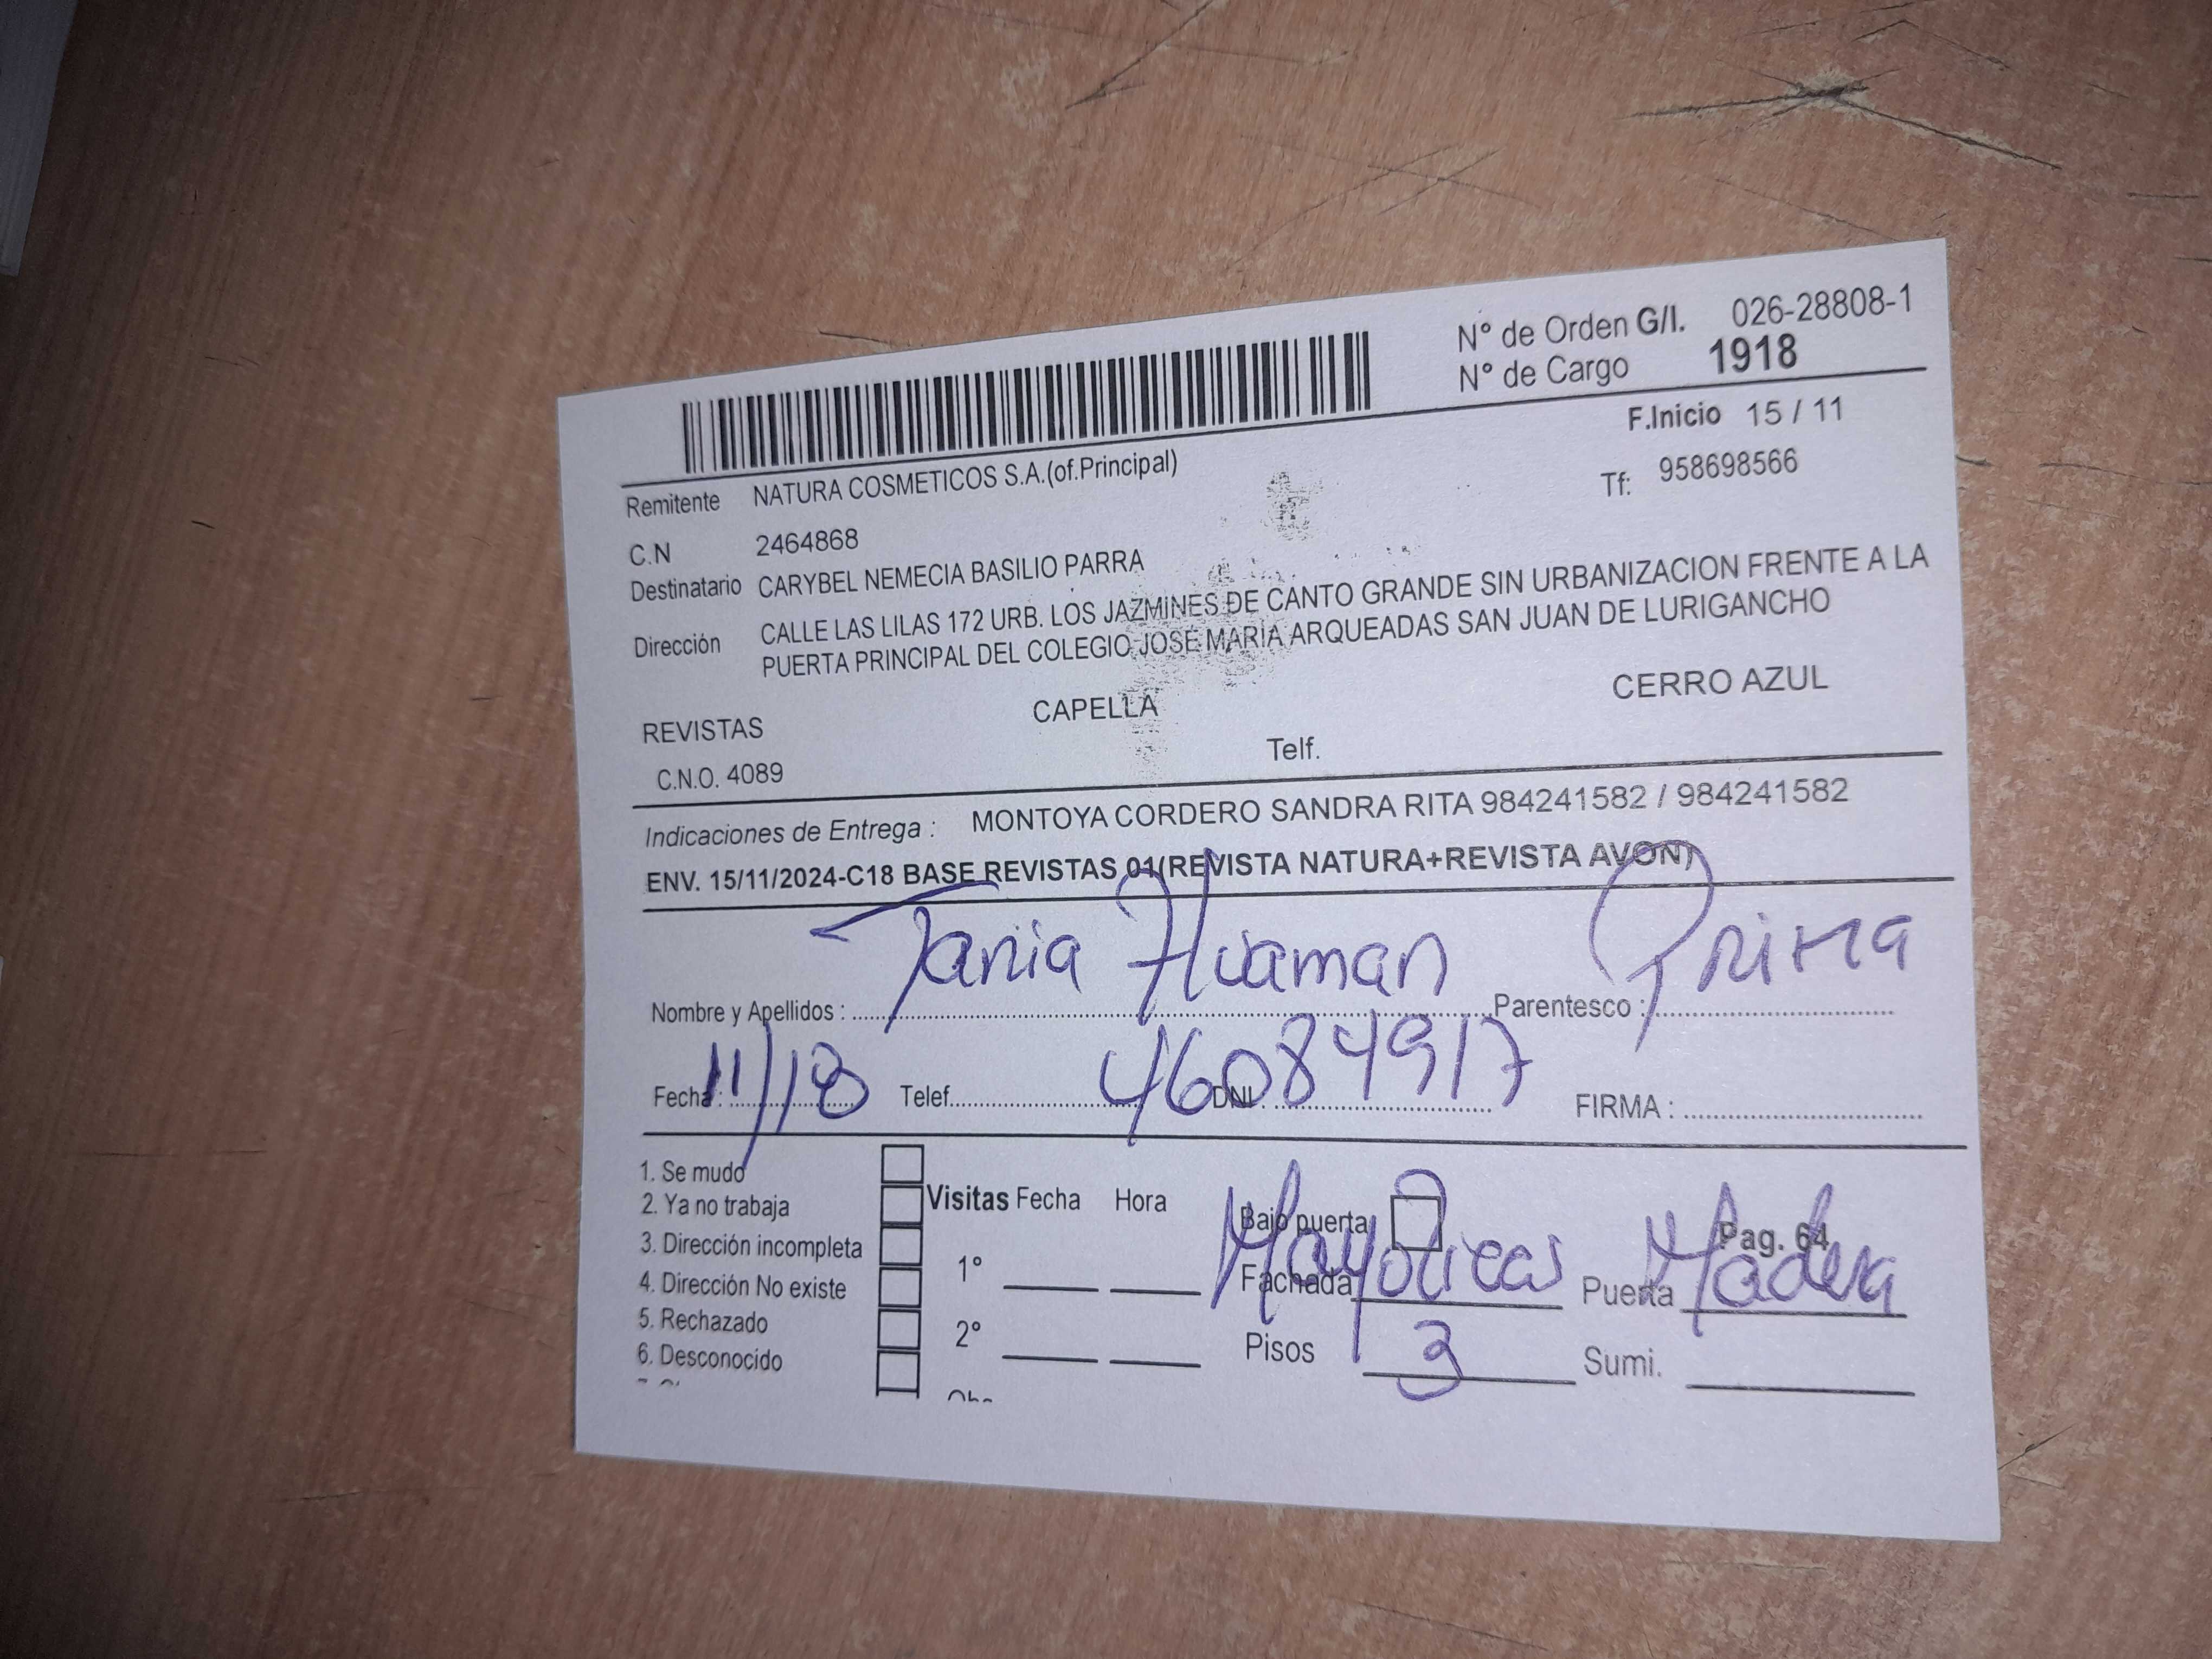 N° de Orden G/I. 026-28808-1
N° de Cargo 1918
F.Inicio 15 / 11
Remitente NATURA COSMETICOS S.A.(of.Principal)
Tf: 958698566
C.N 2464868
Destinatario CARYBEL NEMECIA BASILIO PARRA
Dirección CALLE LAS LILAS 172 URB. LOS JAZMINES DE CANTO GRANDE SIN URBANIZACION FRENTE A LA
PUERTA PRINCIPAL DEL COLEGIO JOSÉ MARÍA ARQUEADAS SAN JUAN DE LURIGANCHO
REVISTAS CAPELLA CERRO AZUL
C.N.O. 4089 Telf.
Indicaciones de Entrega : MONTOYA CORDERO SANDRA RITA 984241582 / 984241582
ENV. 15/11/2024-C18 BASE REVISTAS 01(REVISTA NATURA+REVISTA AVON)
Nombre y Apellidos : Tania Huaman Parentesco : Prima
Fecha : 11/18 Telef. DNI : 46084917 FIRMA :
1. Se mudo
2. Ya no trabaja
3. Dirección incompleta
4. Dirección No existe
5. Rechazado
6. Desconocido
Visitas Fecha Hora
1°
2°
Bajo puerta Pag. 64
Fachada Mayolicas Puerta Madera
Pisos 3 Sumi.